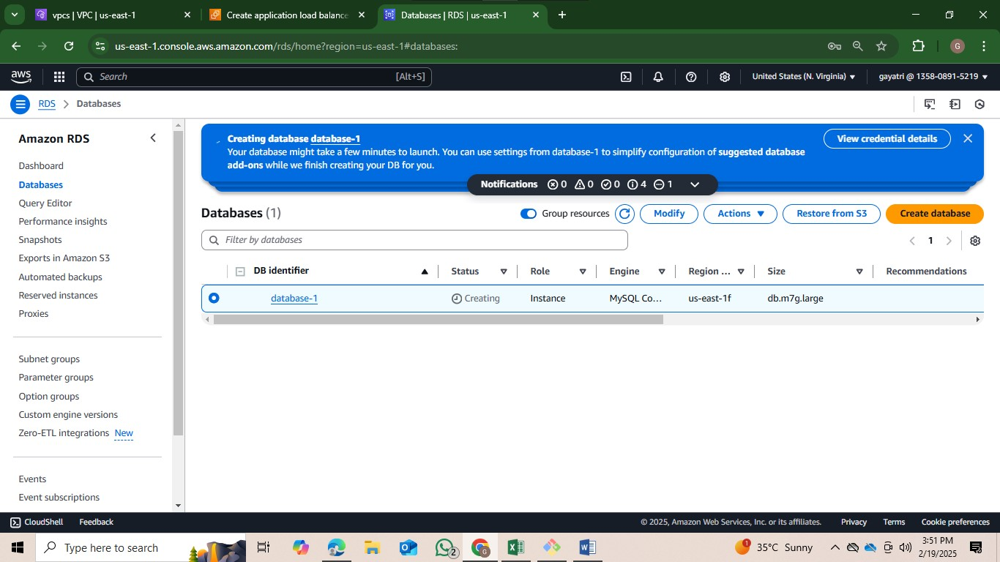 vpcs | VPC | us-east-1
Create application load balance
Databases | RDS | us-east-1
us-east-1.console.aws.amazon.com/rds/home?region=us-east-1#databases:
G
aws
Search
[Alt+S]
United States (N. Virginia)
gayatri @ 1358-0891-5219
RDS
Databases
Amazon RDS
Dashboard
Databases
Query Editor
Performance insights
Snapshots
Exports in Amazon S3
Automated backups
Reserved instances
Proxies
Subnet groups
Parameter groups
Option groups
Custom engine versions
Zero-ETL integrations New
Events
Event subscriptions
Creating database database-1
Your database might take a few minutes to launch. You can use settings from database-1 to simplify configuration of suggested database
add-ons while we finish creating your DB for you.
View credential details
Notifications 0 0 0 4 1
Databases (1)
Group resources
Modify
Actions
Restore from S3
Create database
Filter by databases
1
DB identifier Status Role Engine Region ... Size Recommendations
database-1 Creating Instance MySQL Co... us-east-1f db.m7g.large
CloudShell
Feedback
© 2025, Amazon Web Services, Inc. or its affiliates.
Privacy
Terms
Cookie preferences
Type here to search
2
G
1
35°C Sunny
3:51 PM
2/19/2025